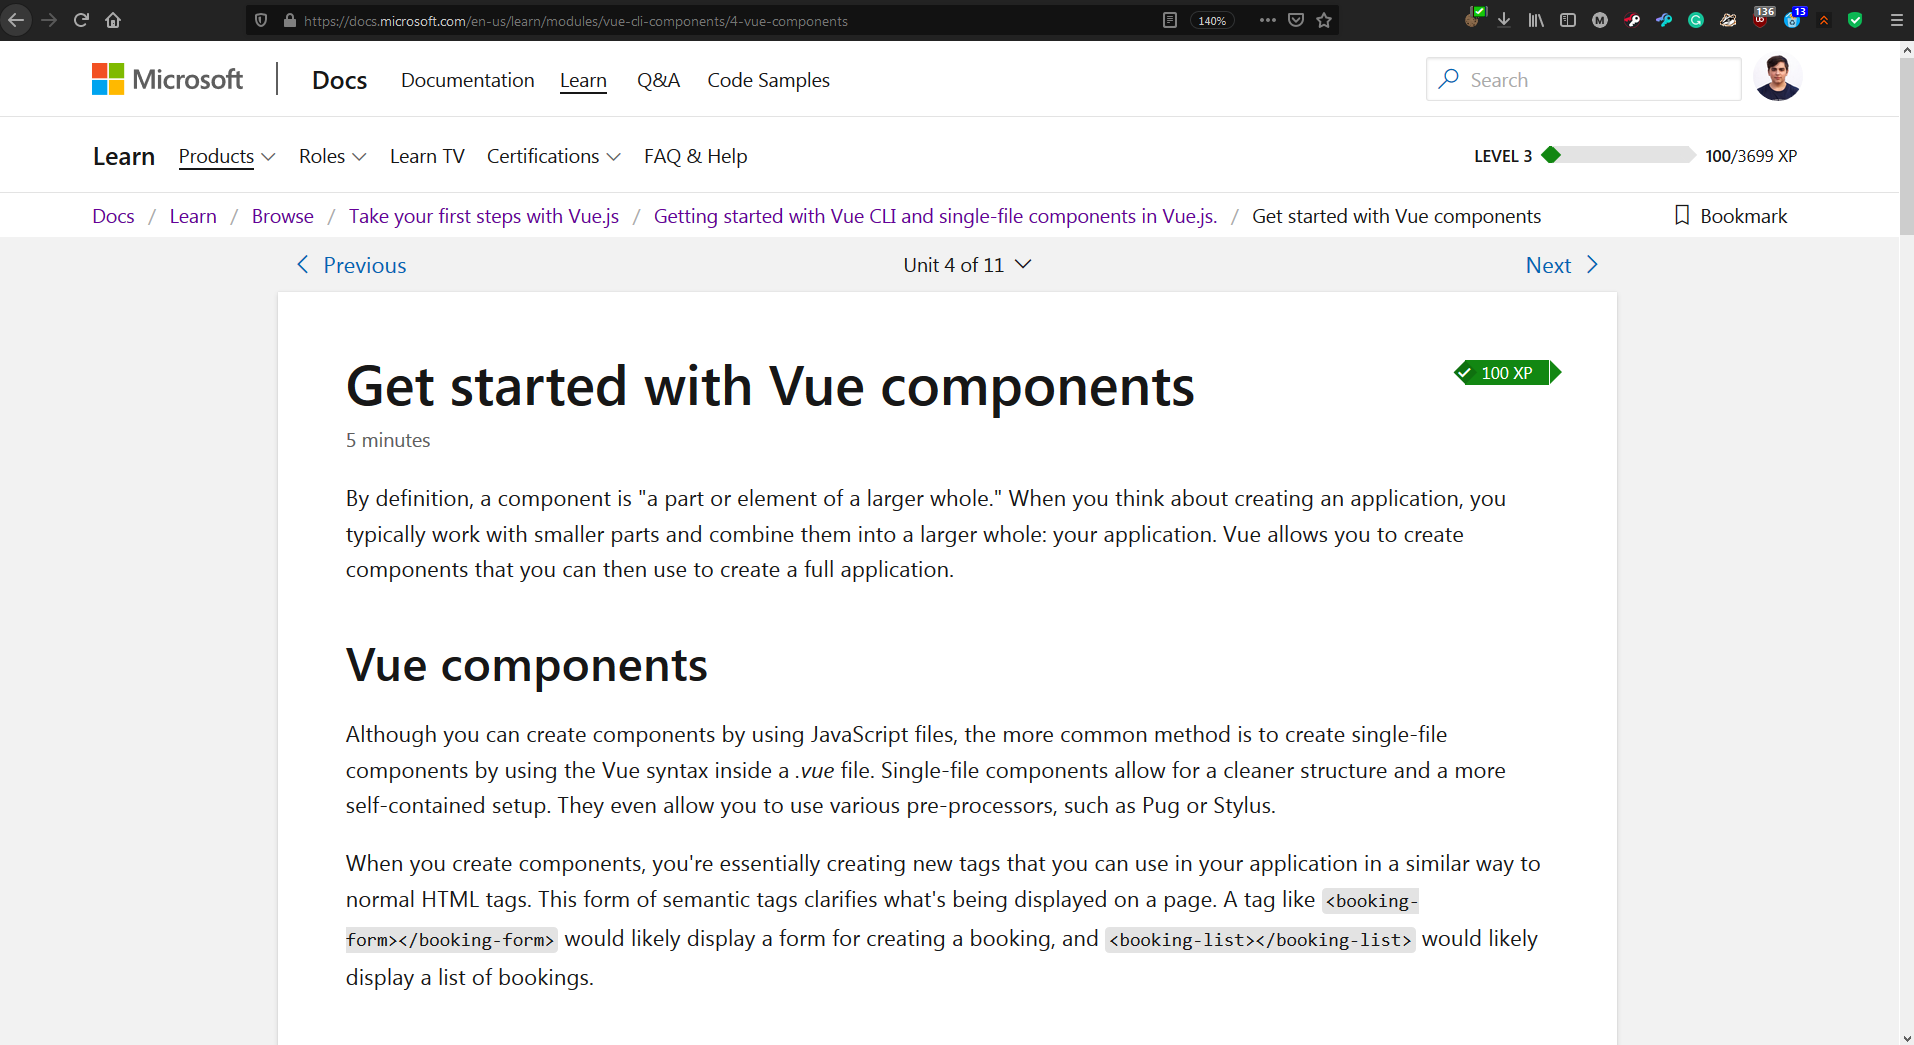 https://docs.microsoft.com/en-us/learn/modules/vue-cli-components/4-vue-components
140%
136
13
Microsoft
Docs
Documentation
Learn
Q&A
Code Samples
Search
Learn
Products
Roles
Learn TV
Certifications
FAQ & Help
LEVEL 3
100/3699 XP
Docs / Learn / Browse / Take your first steps with Vue.js / Getting started with Vue CLI and single-file components in Vue.js. / Get started with Vue components
Bookmark
Previous
Unit 4 of 11
Next
Get started with Vue components
100 XP
5 minutes
By definition, a component is "a part or element of a larger whole." When you think about creating an application, you
typically work with smaller parts and combine them into a larger whole: your application. Vue allows you to create
components that you can then use to create a full application.
Vue components
Although you can create components by using JavaScript files, the more common method is to create single-file
components by using the Vue syntax inside a .vue file. Single-file components allow for a cleaner structure and a more
self-contained setup. They even allow you to use various pre-processors, such as Pug or Stylus.
When you create components, you're essentially creating new tags that you can use in your application in a similar way to
normal HTML tags. This form of semantic tags clarifies what's being displayed on a page. A tag like <booking-
form></booking-form> would likely display a form for creating a booking, and <booking-list></booking-list> would likely
display a list of bookings.